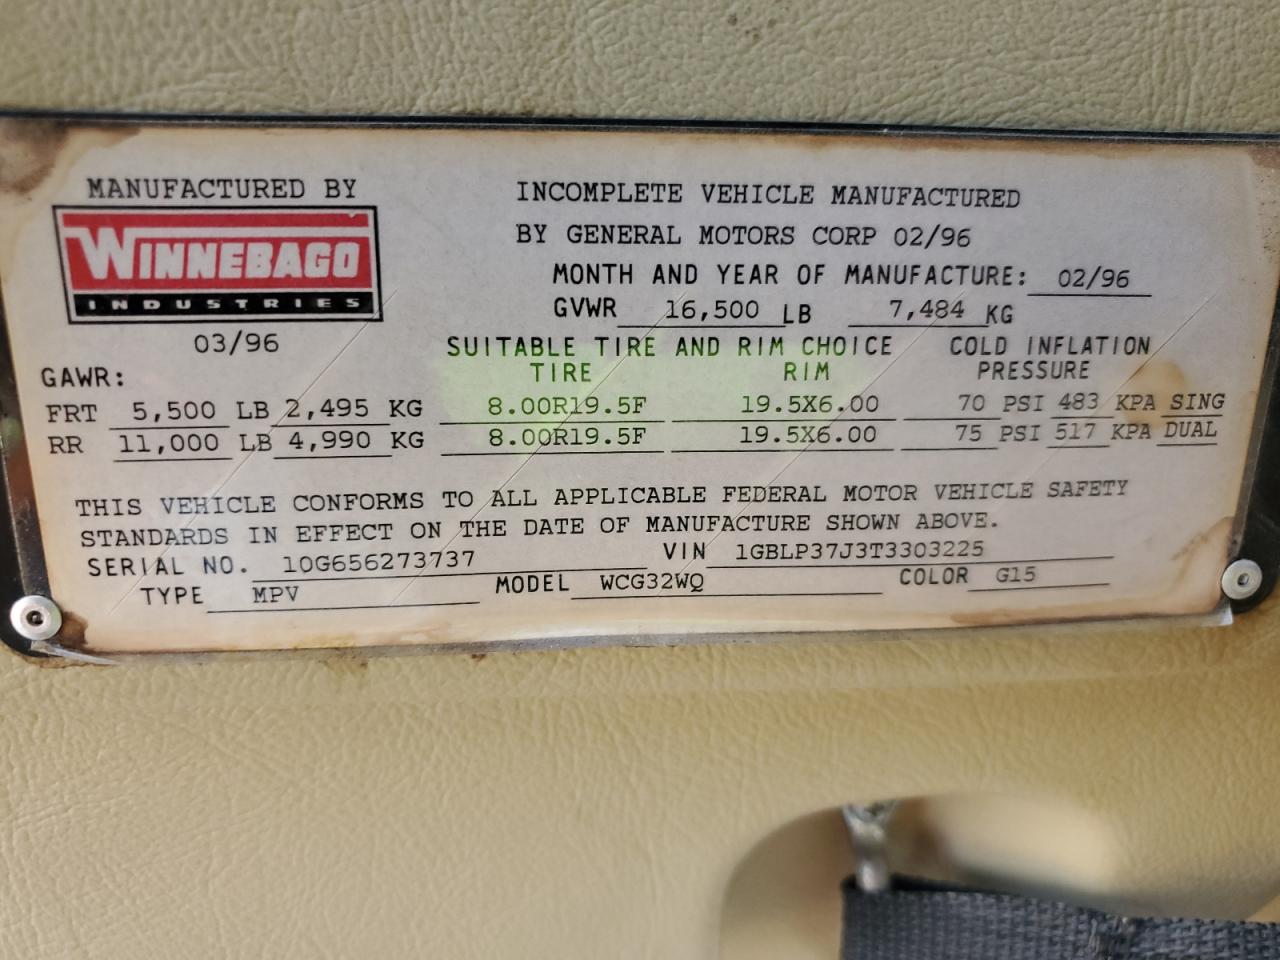 MANUFACTURED BY
WINNEBAGO
INDUSTRIES
03/96
INCOMPLETE VEHICLE MANUFACTURED
BY GENERAL MOTORS CORP 02/96
MONTH AND YEAR OF MANUFACTURE: 02/96
GVWR 16,500 LB 7,484 KG
SUITABLE TIRE AND RIM CHOICE COLD INFLATION
GAWR: TIRE RIM PRESSURE
FRT 5,500 LB 2,495 KG 8.00R19.5F 19.5X6.00 70 PSI 483 KPA SING
RR 11,000 LB 4,990 KG 8.00R19.5F 19.5X6.00 75 PSI 517 KPA DUAL
THIS VEHICLE CONFORMS TO ALL APPLICABLE FEDERAL MOTOR VEHICLE SAFETY
STANDARDS IN EFFECT ON THE DATE OF MANUFACTURE SHOWN ABOVE.
SERIAL NO. 10G656273737 VIN 1GBLP37J3T3303225
TYPE MPV MODEL WCG32WQ COLOR G15